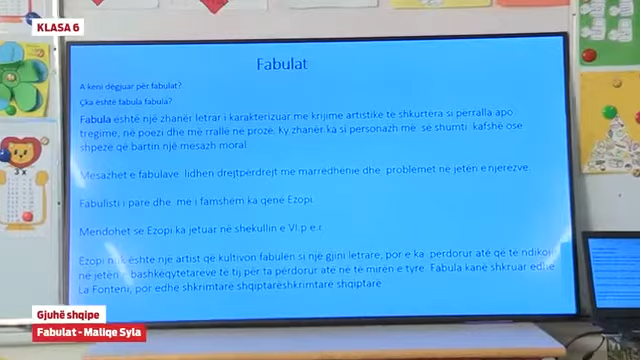 KLASA 6
Fabulat
A keni dëgjuar për fabulat?
Çka është fabula fabula?
Fabula është një zhanër letrar i karakterizuar me krijime artistike të shkurtëra si përralla apo
tregime, në poezi dhe më rrallë në prozë, ky zhanër ka si personazh më së shumti kafshë ose
shpezë që bartin një mesazh moral.
Mesazhet e fabulave lidhen drejtpërdrejt me marredhënie dhe problemet në jetën e njerëzve.
Fabulisti i parë dhe më i famshëm ka qenë Ezopi.
Mendohet se Ezopi ka jetuar në shekullin e VI.p.e.r.
Ezopi nuk është nje artist që kultivon fabulën si një gjini letrare, por e ka perdorur atë që të ndikoj
në jetën e bashkëqytetarëve të tij për ta përdorur atë në të mirën e tyre. Fabula kanë shkruar edhe
La Fonteni, por edhe shkrimtarë shqiptarëshkrimtarë shqiptarë
Gjuhë shqipe
Fabulat - Maliqe Syla